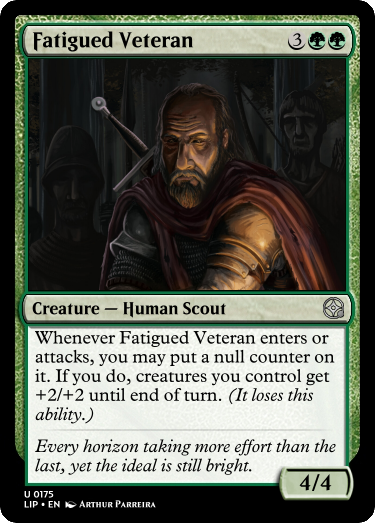 Fatigued Veteran 3
Creature — Human Scout
Whenever Fatigued Veteran enters or
attacks, you may put a null counter on
it. If you do, creatures you control get
+2/+2 until end of turn. (It loses this
ability.)
Every horizon taking more effort than the
last, yet the ideal is still bright.
4/4
U 0175
LIP • EN Arthur Parreira